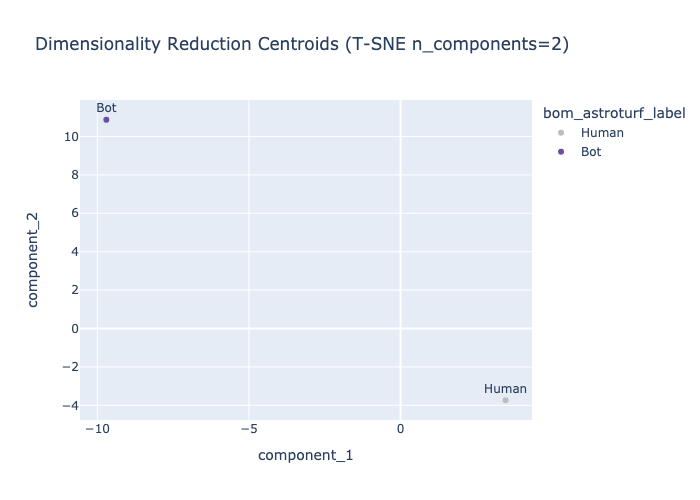 Dimensionality Reduction Centroids (T-SNE n_components=2)
bom_astroturf_label
Human
Bot
Bot
10
8
6
4
2
0
−2
−4
component_2
Human
−10
−5
0
component_1